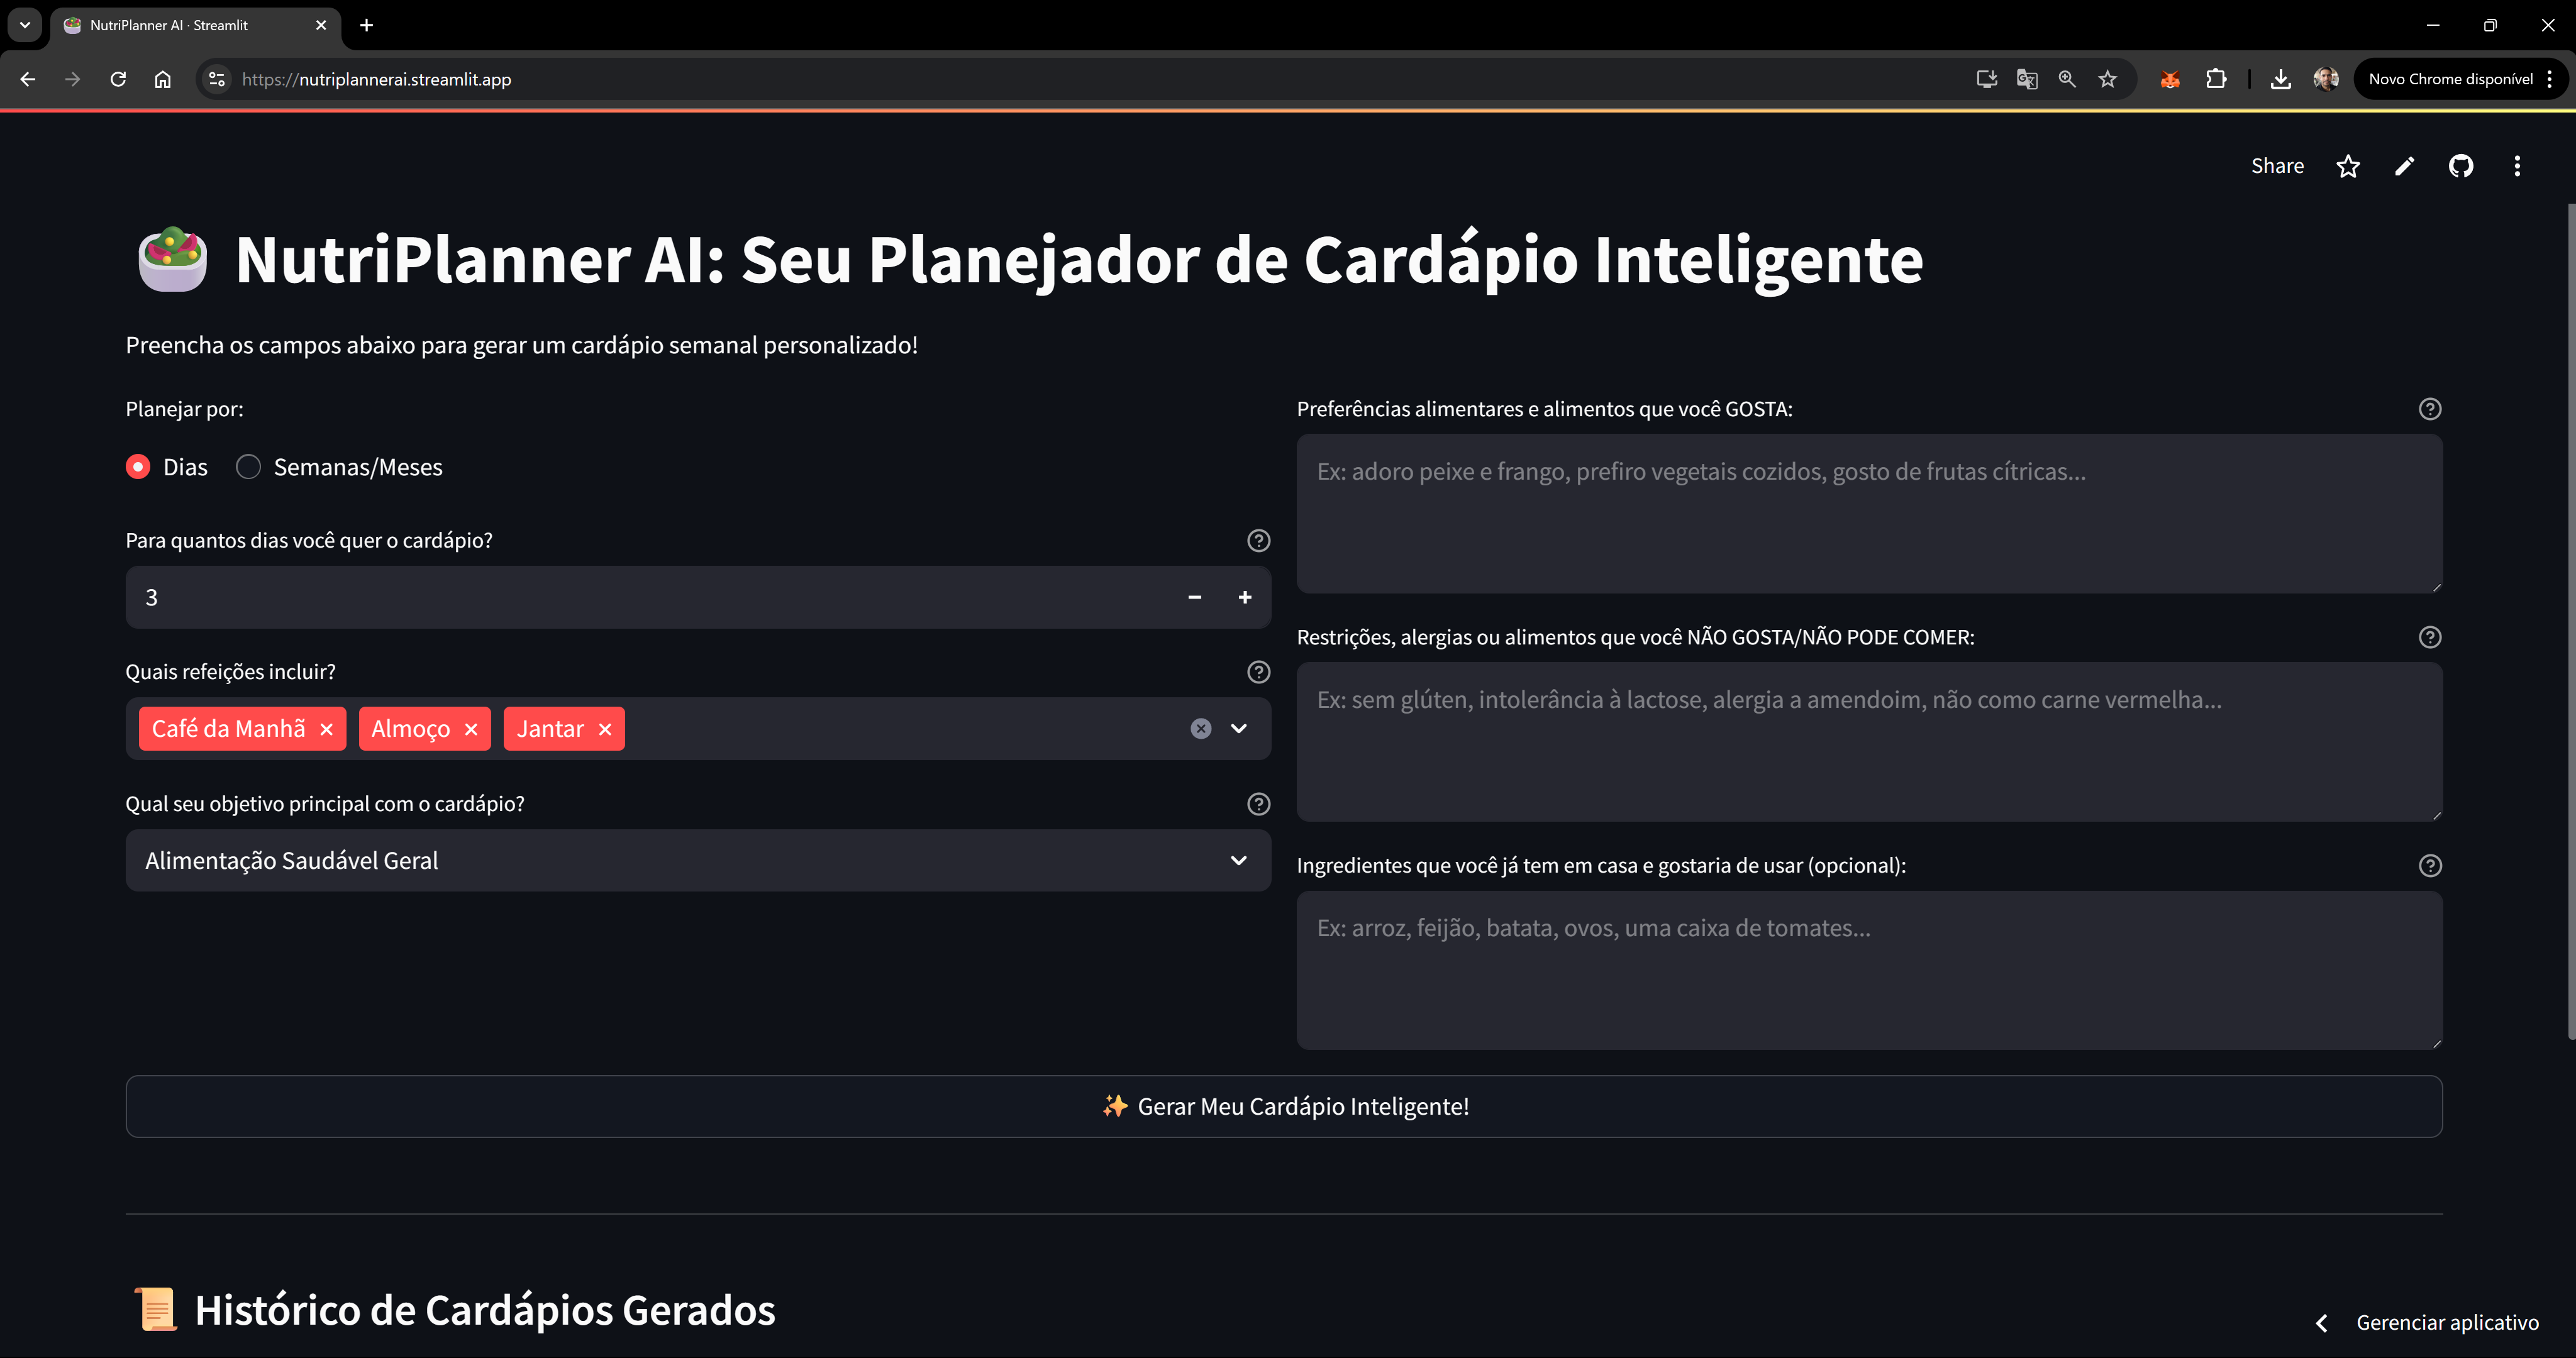 NutriPlanner AI · Streamlit
https://nutriplannerai.streamlit.app
Novo Chrome disponível
Share
NutriPlanner AI: Seu Planejador de Cardápio Inteligente
Preencha os campos abaixo para gerar um cardápio semanal personalizado!
Planejar por:
Dias
Semanas/Meses
Para quantos dias você quer o cardápio?
3
Quais refeições incluir?
Café da Manhã
Almoço
Jantar
Qual seu objetivo principal com o cardápio?
Alimentação Saudável Geral
Preferências alimentares e alimentos que você GOSTA:
Ex: adoro peixe e frango, prefiro vegetais cozidos, gosto de frutas cítricas...
Restrições, alergias ou alimentos que você NÃO GOSTA/NÃO PODE COMER:
Ex: sem glúten, intolerância à lactose, alergia a amendoim, não como carne vermelha...
Ingredientes que você já tem em casa e gostaria de usar (opcional):
Ex: arroz, feijão, batata, ovos, uma caixa de tomates...
✨ Gerar Meu Cardápio Inteligente!
Histórico de Cardápios Gerados
Gerenciar aplicativo